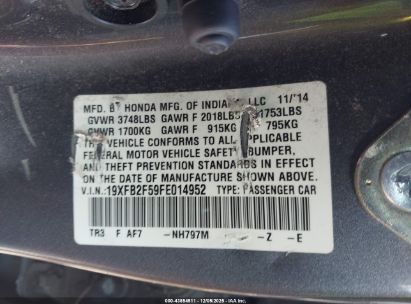 MFD. BY HONDA MFG. OF INDIANA, LLC 11/'14
GVWR 3748LBS GAWR F 2018LBS 1753LBS
GVWR 1700KG GAWR F 915KG 795KG
THIS VEHICLE CONFORMS TO ALL APPLICABLE
FEDERAL MOTOR VEHICLE SAFETY, BUMPER,
AND THEFT PREVENTION STANDARDS IN EFFECT
ON THE DATE OF MANUFACTURE SHOWN ABOVE.
V.I.N.: 19XFB2F59FE014952 TYPE: PASSENGER CAR
TR3 F AF7 -NH797M -Z -E